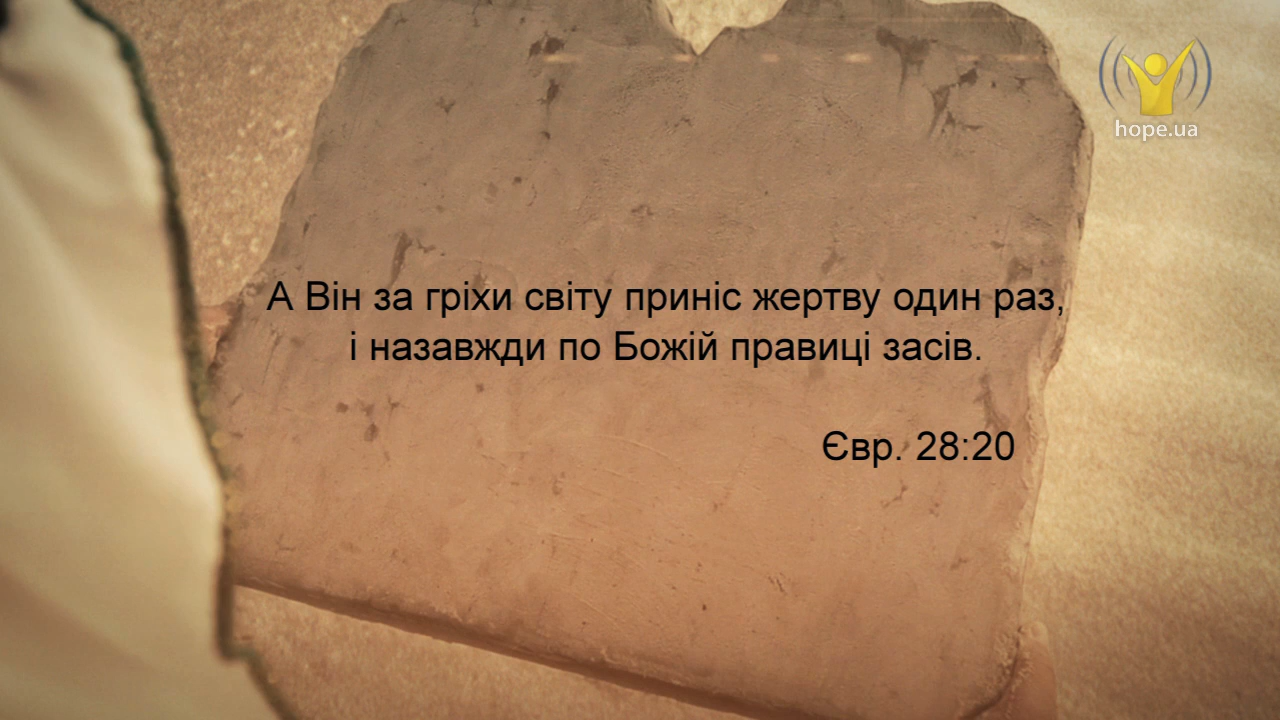 hope.ua
А Він за гріхи світу приніс жертву один раз,
і назавжди по Божій правиці засів.
Євр. 28:20